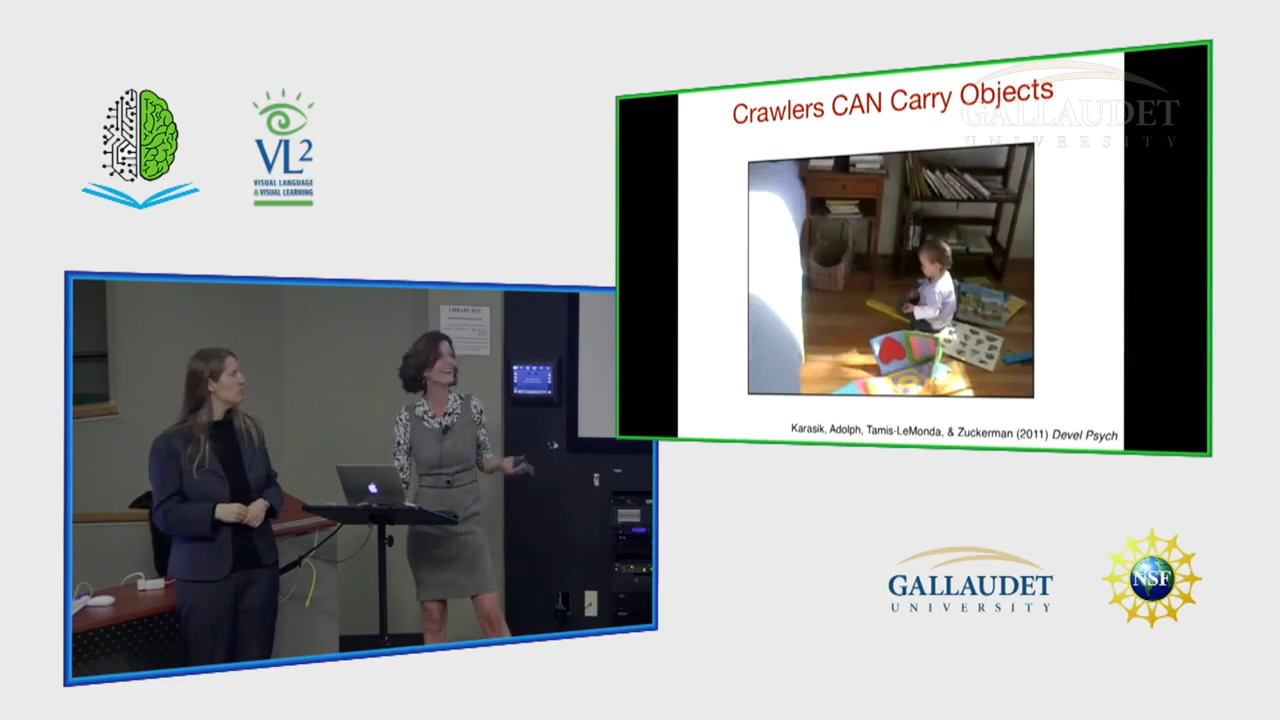 VL2
VISUAL LANGUAGE
& VISUAL LEARNING
Crawlers CAN Carry Objects
GALLAUDET
UNIVERSITY
Karasik, Adolph, Tamis-LeMonda, & Zuckerman (2011) Devel Psych
GALLAUDET
UNIVERSITY
NSF